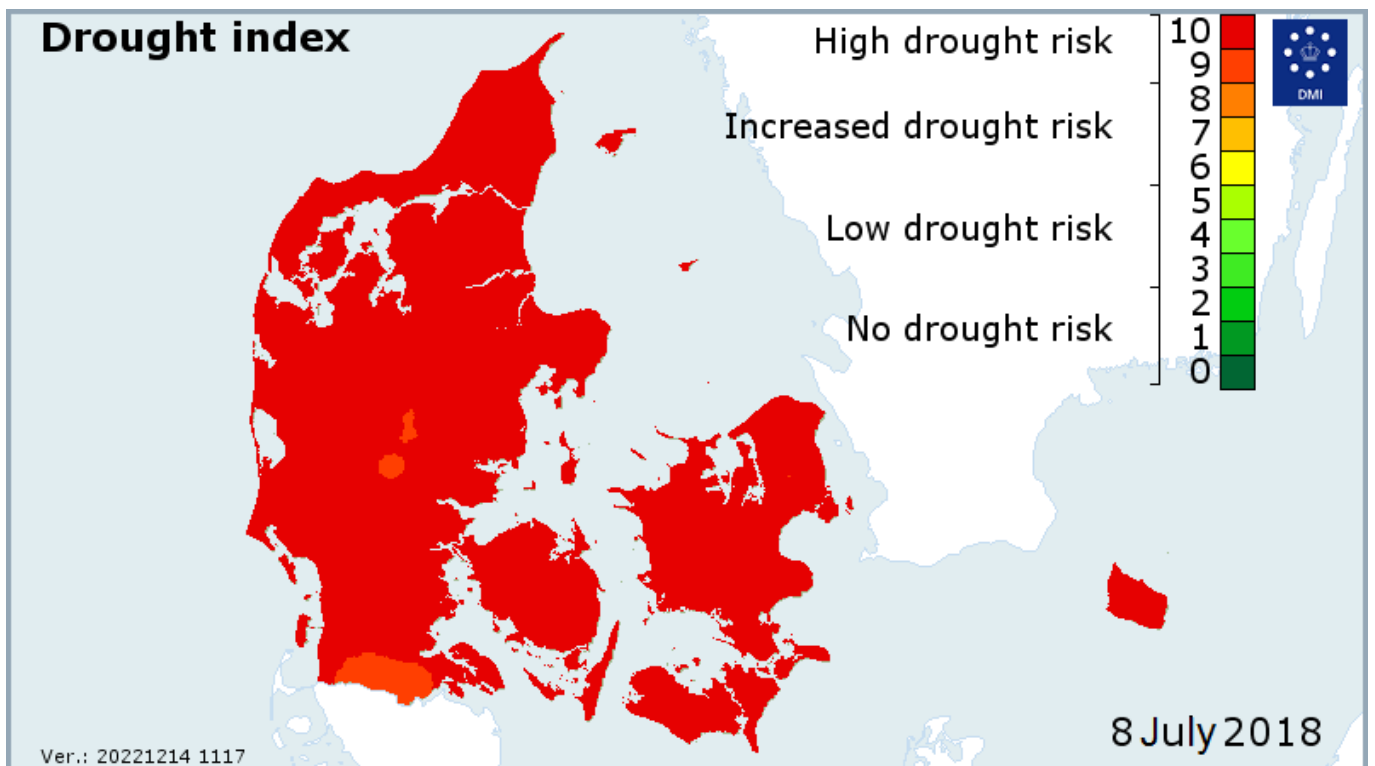 Drought index
High drought risk
Increased drought risk
Low drought risk
No drought risk
10
9
8
7
6
5
4
3
2
1
0
DMI
8 July 2018
Ver.: 20221214 1117